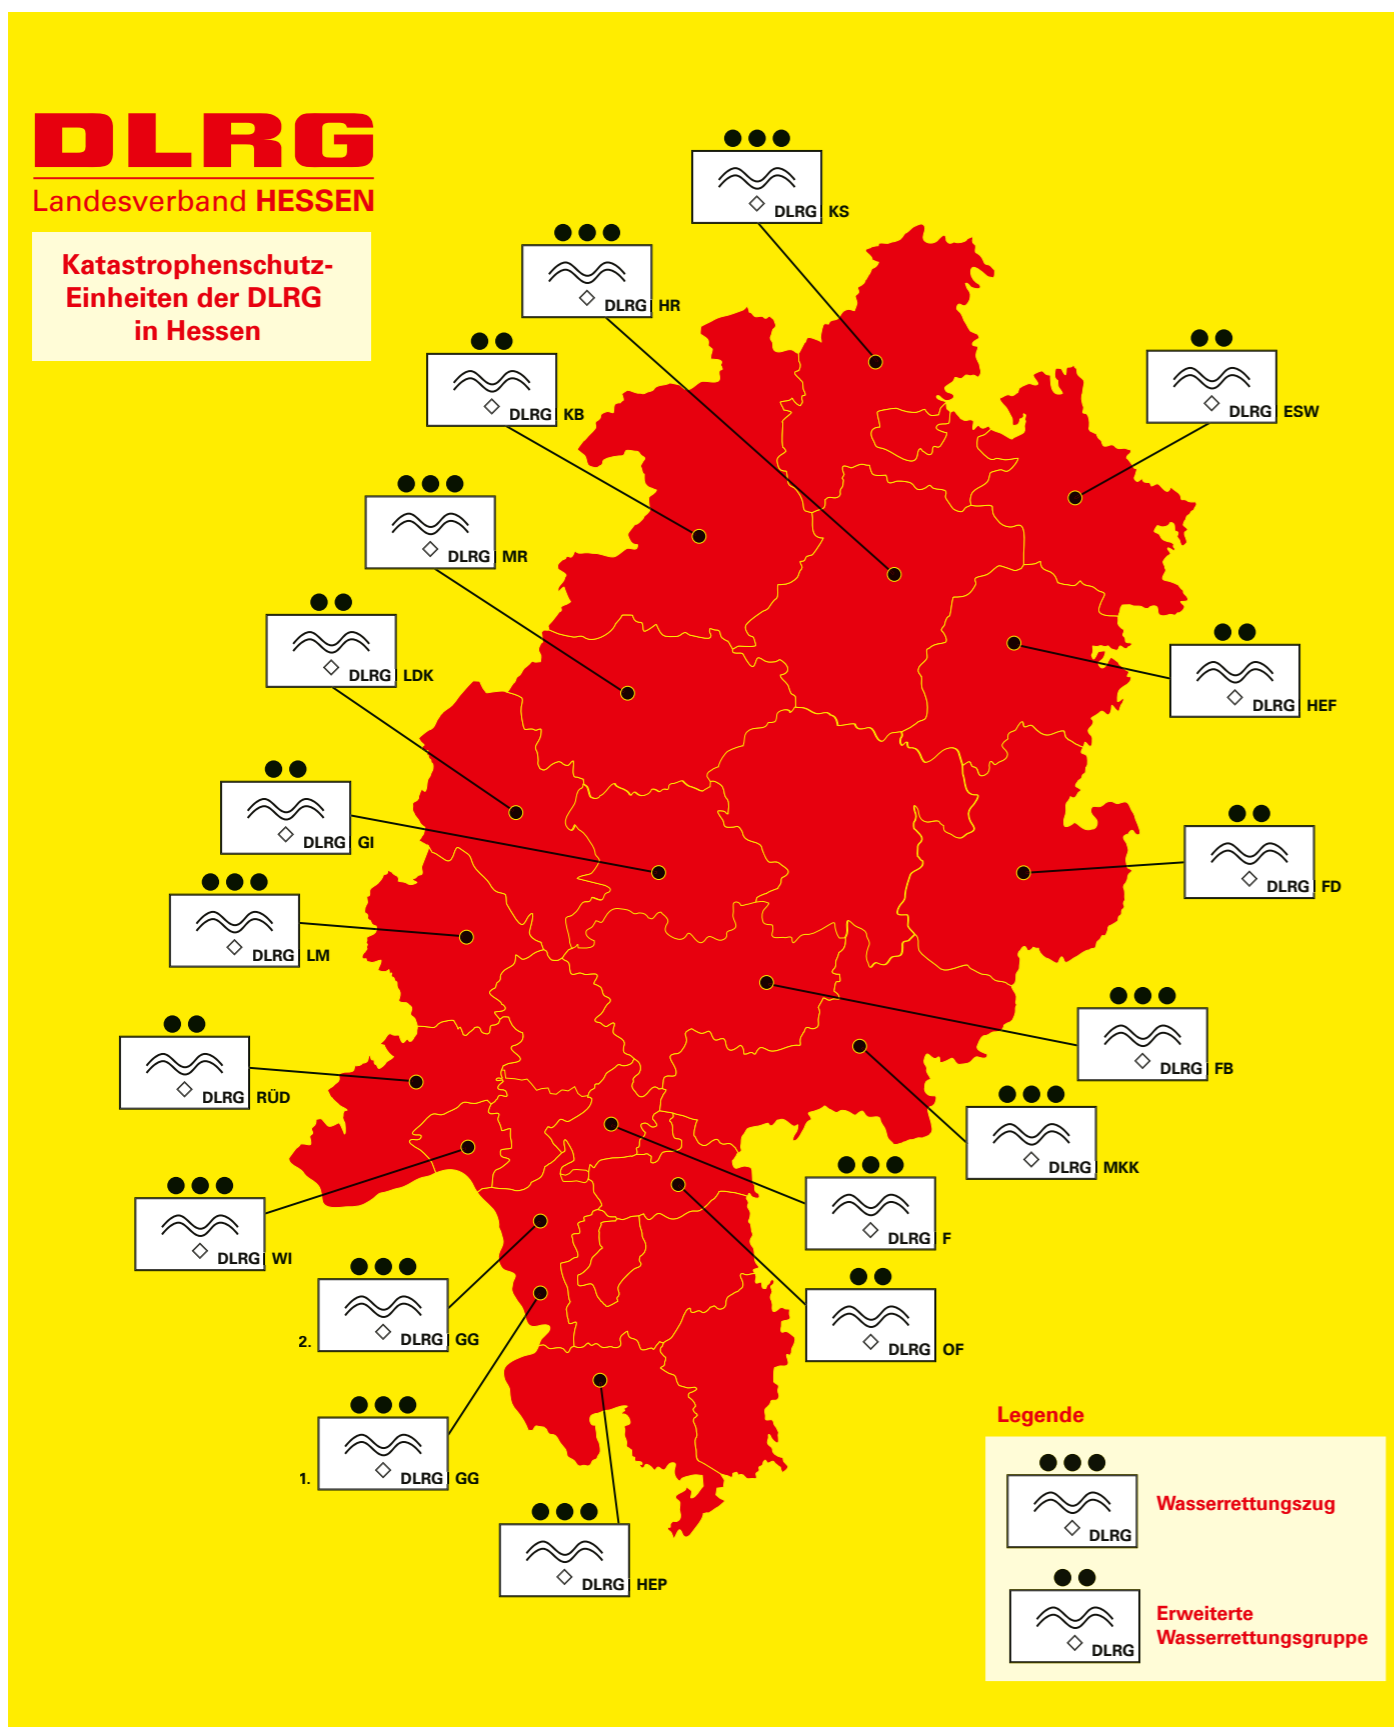 DLRG
Landesverband HESSEN
Katastrophenschutz-
Einheiten der DLRG
in Hessen
DLRG KS
DLRG HR
DLRG KB
DLRG ESW
DLRG MR
DLRG LDK
DLRG HEF
DLRG GI
DLRG FD
DLRG LM
DLRG RÜD
DLRG FB
DLRG MKK
DLRG WI
DLRG F
2. DLRG GG
DLRG OF
1. DLRG GG
DLRG HEP
Legende
DLRG
Wasserrettungszug
DLRG
Erweiterte
Wasserrettungsgruppe